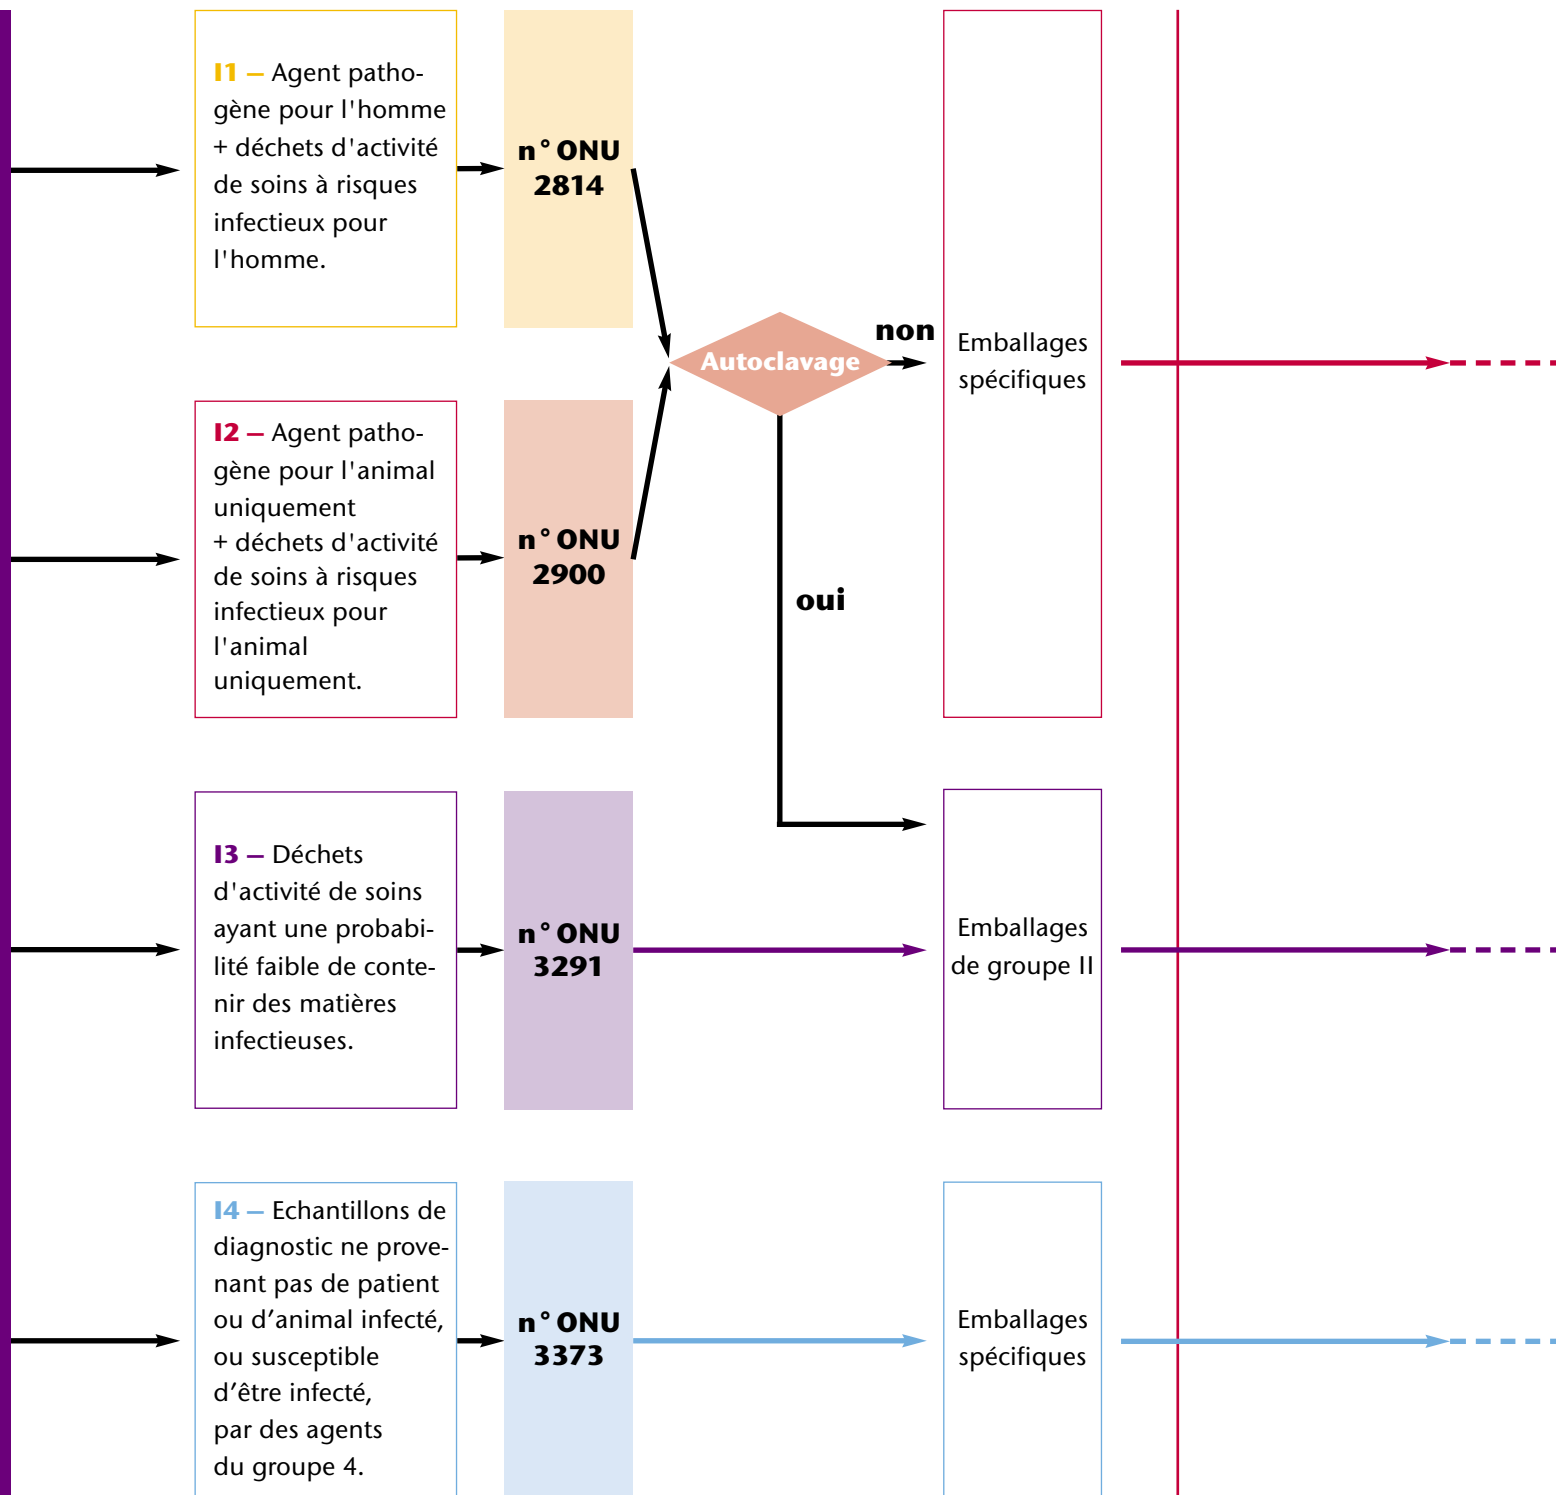 I1 — Agent patho-
gène pour l'homme
+ déchets d'activité
de soins à risques
infectieux pour
l'homme.
n° ONU
2814
Autoclavage
non
oui
Emballages
spécifiques
I2 — Agent patho-
gène pour l'animal
uniquement
+ déchets d'activité
de soins à risques
infectieux pour
l'animal
uniquement.
n° ONU
2900
I3 — Déchets
d'activité de soins
ayant une probabi-
lité faible de conte-
nir des matières
infectieuses.
n° ONU
3291
Emballages
de groupe II
I4 — Echantillons de
diagnostic ne prove-
nant pas de patient
ou d’animal infecté,
ou susceptible
d’être infecté,
par des agents
du groupe 4.
n° ONU
3373
Emballages
spécifiques